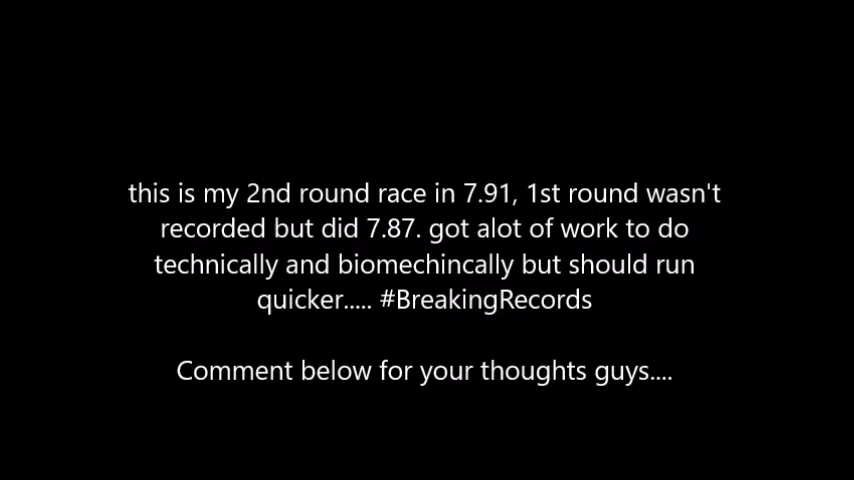 this is my 2nd round race in 7.91, 1st round wasn't
recorded but did 7.87. got alot of work to do
technically and biomechincally but should run
quicker..... #BreakingRecords
Comment below for your thoughts guys....